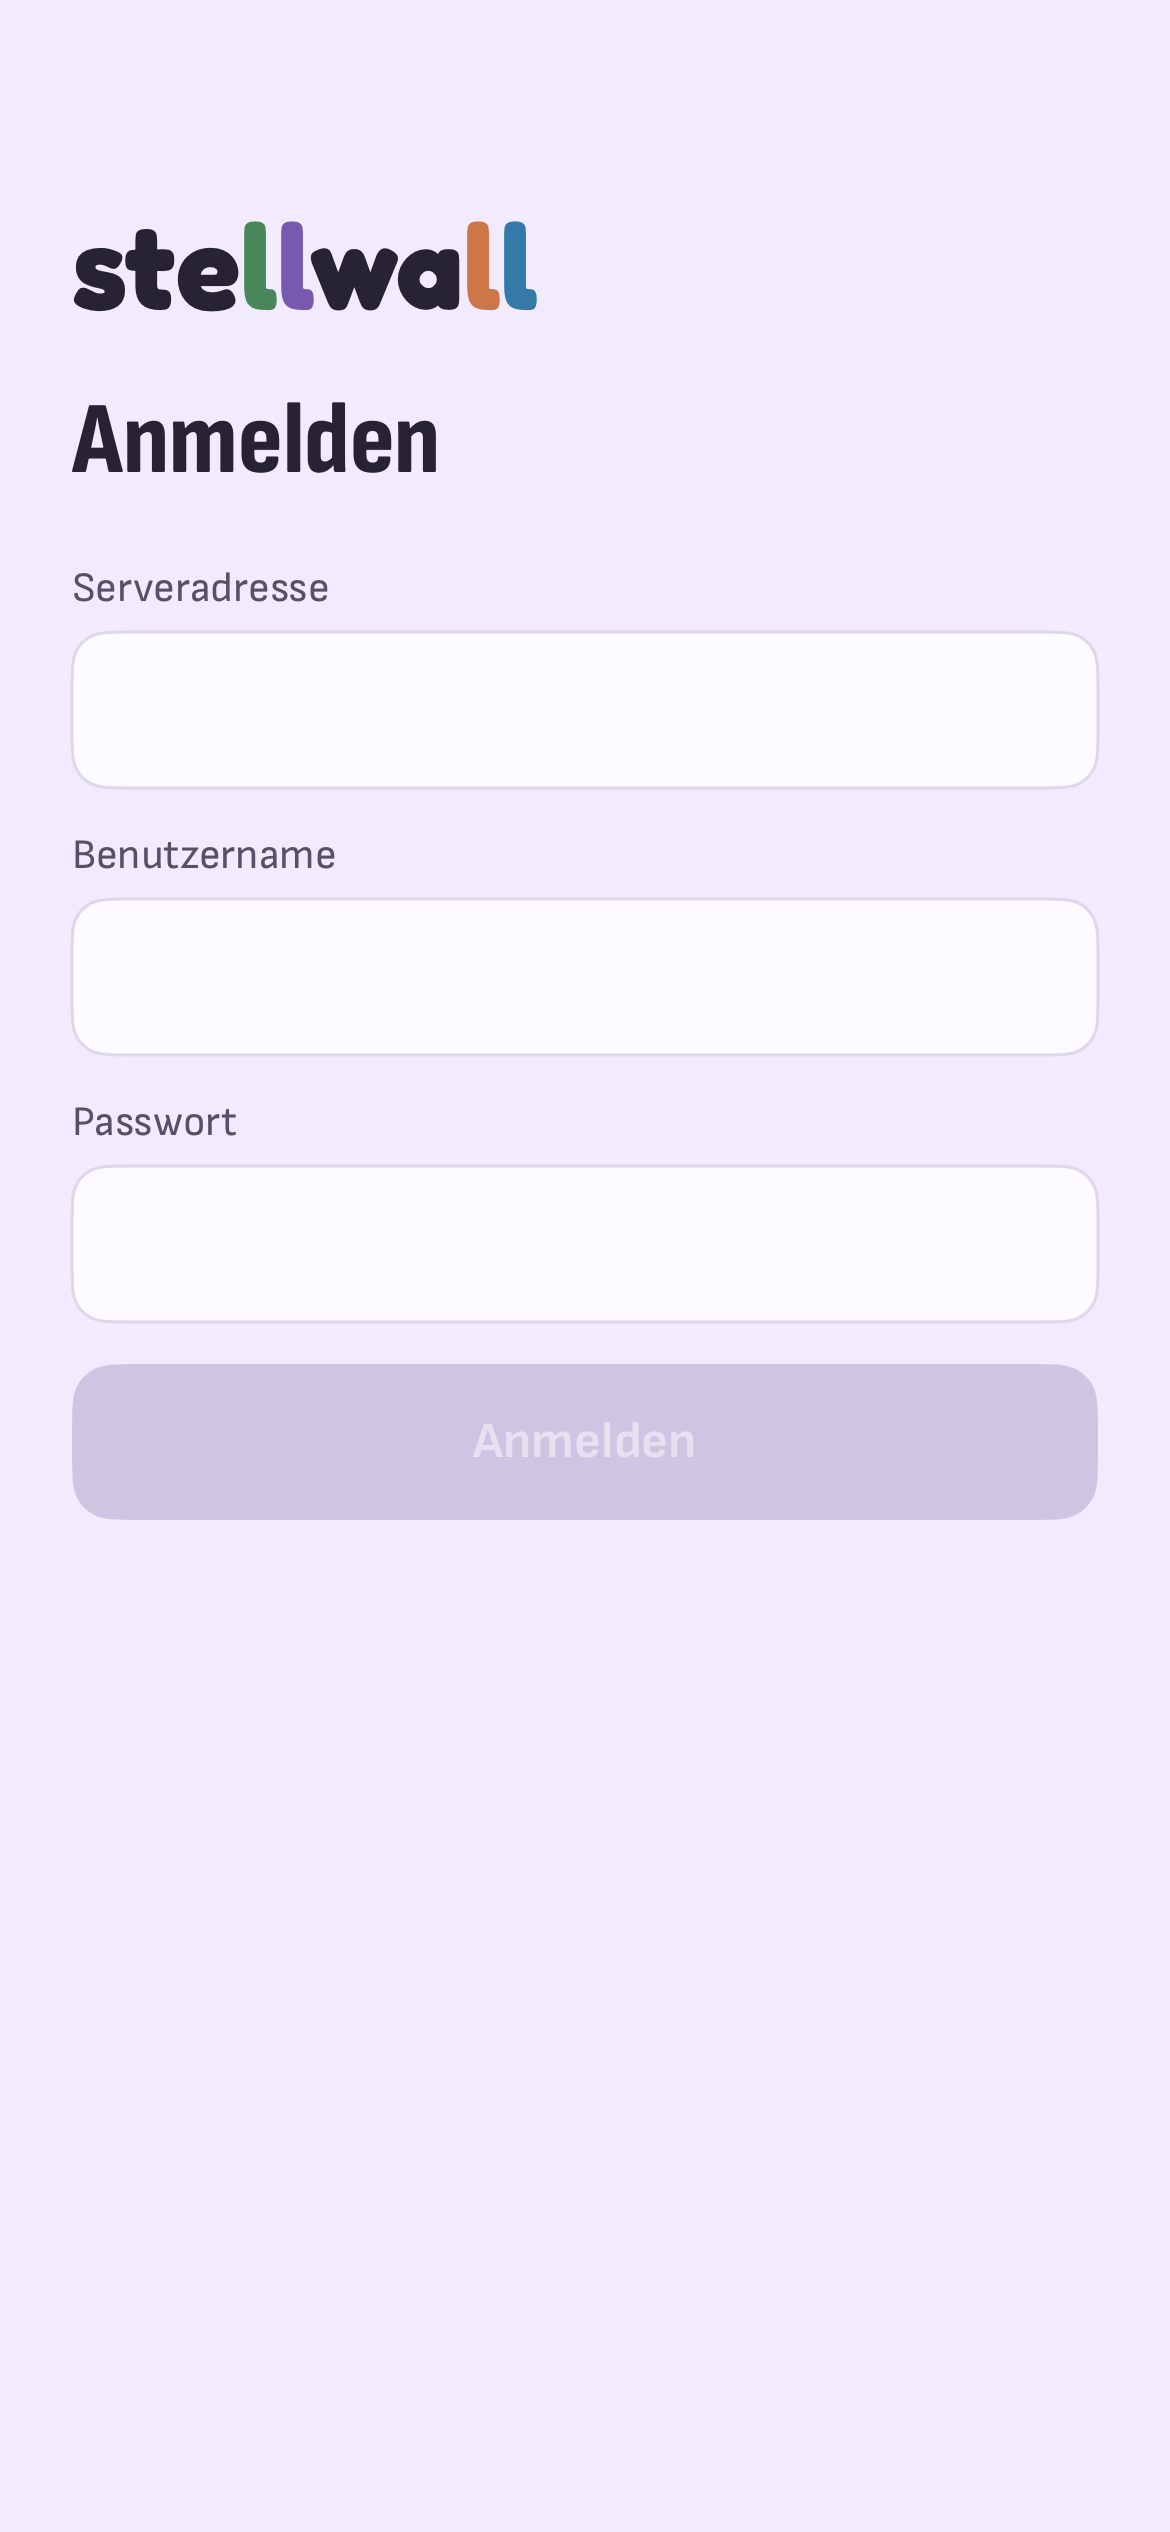 stellwall
Anmelden
Serveradresse
Benutzername
Passwort
Anmelden